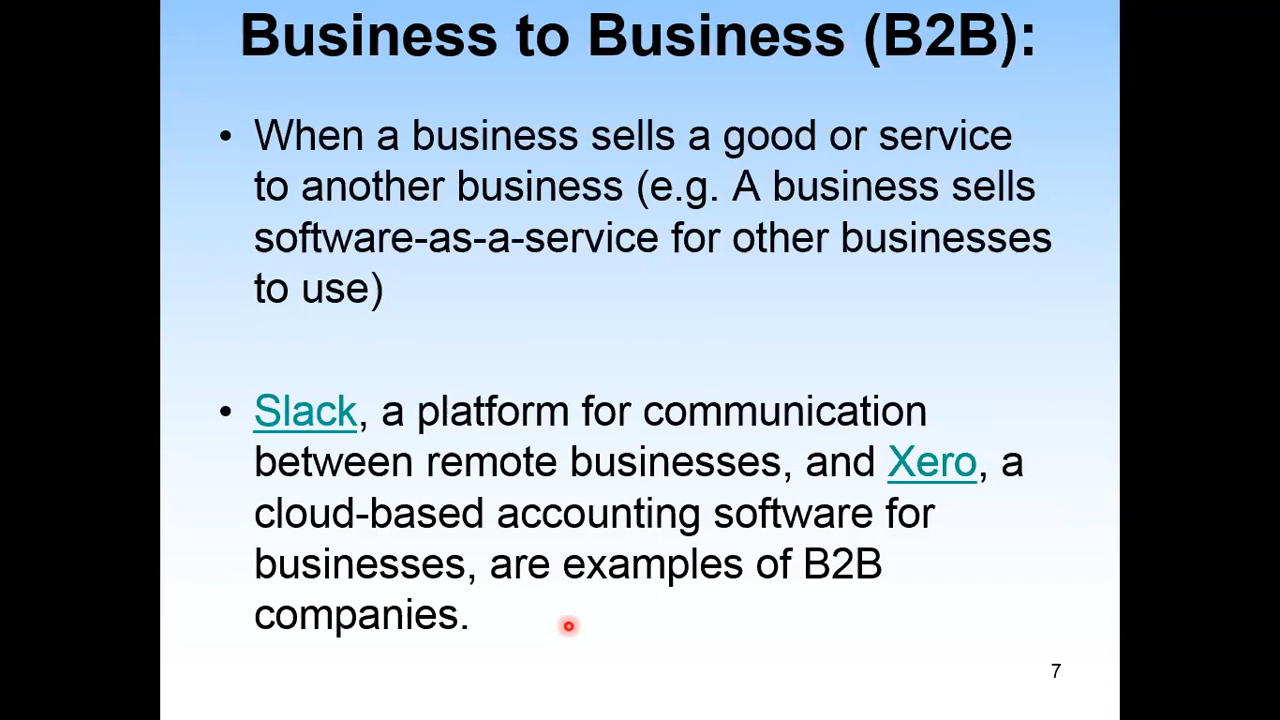 Business to Business (B2B):
• When a business sells a good or service
to another business (e.g. A business sells
software-as-a-service for other businesses
to use)
• Slack, a platform for communication
between remote businesses, and Xero, a
cloud-based accounting software for
businesses, are examples of B2B
companies.
7